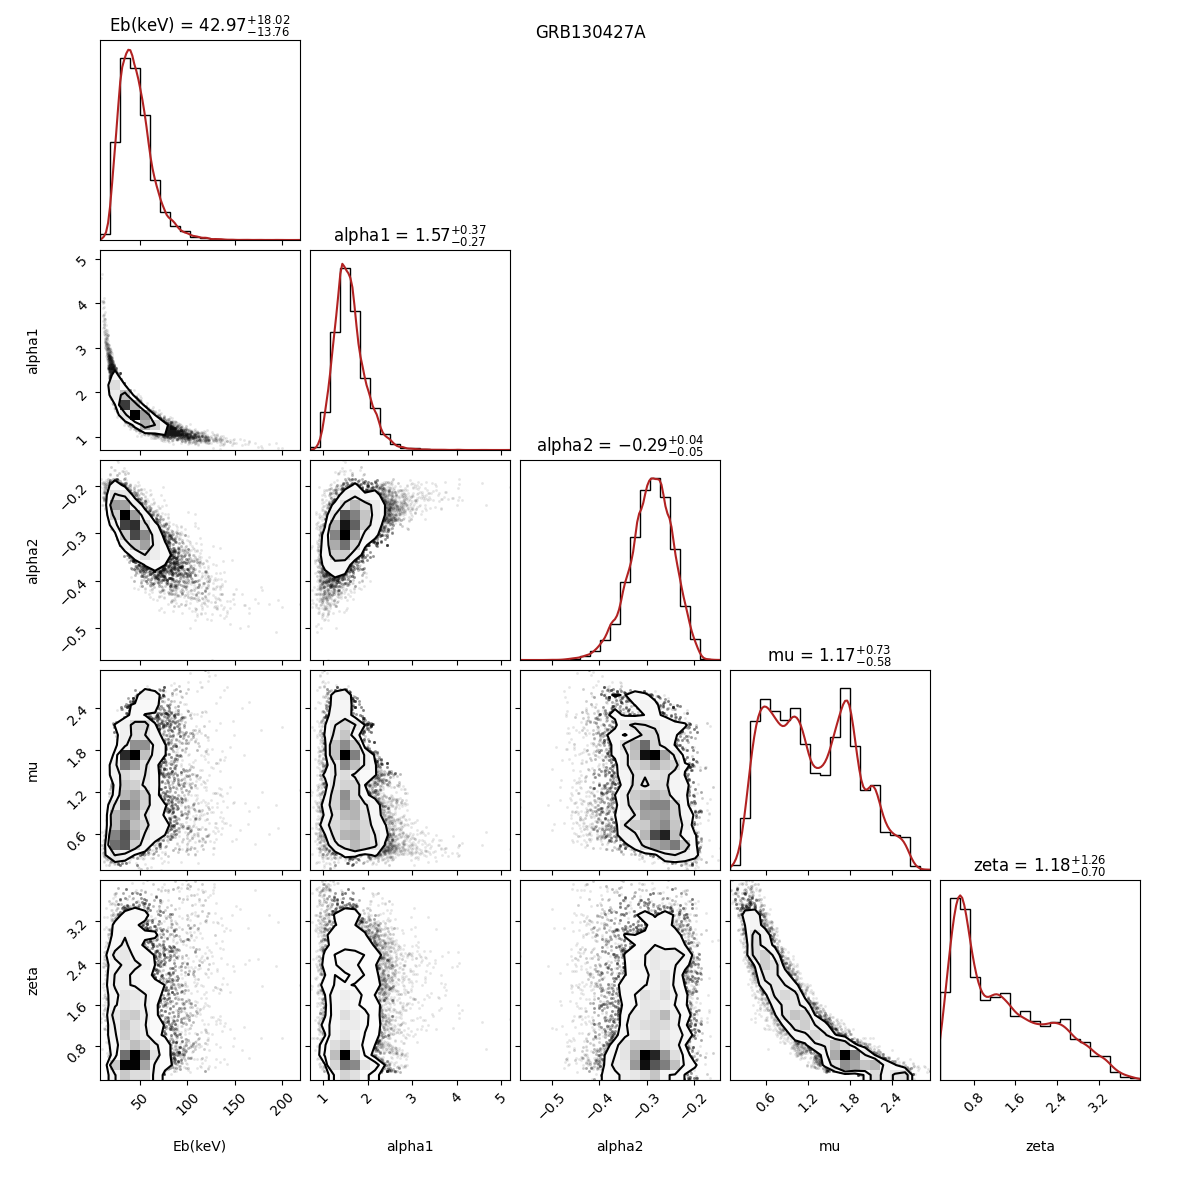 GRB130427A
Eb(keV) = 42.97 +18.02 −13.76
alpha1 = 1.57 +0.37 −0.27
5
4
3
2
1
alpha1
alpha2 = −0.29 +0.04 −0.05
−0.2
−0.3
−0.4
−0.5
alpha2
mu = 1.17 +0.73 −0.58
2.4
1.8
1.2
0.6
mu
zeta = 1.18 +1.26 −0.70
3.2
2.4
1.6
0.8
zeta
50 100 150 200
1 2 3 4 5
−0.5 −0.4 −0.3 −0.2
0.6 1.2 1.8 2.4
0.8 1.6 2.4 3.2
Eb(keV) alpha1 alpha2 mu zeta